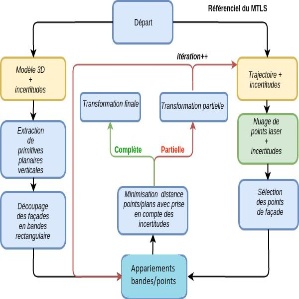 Référenciel du MTLS
Départ
itération++
Modèle 3D
+
incertitudes
Trajectoire +
incertitudes
Transformation finale
Transformation partielle
Extraction
de
primitives
planaires
verticales
Nuage de
points laser
+
incertitudes
Complète
Partielle
Découpage
des façades
en bandes
rectangulaire
Minimisation distance
points/plans avec prise
en compte des
incertitudes
Sélection
des points
de façade
Appariements
bandes/points